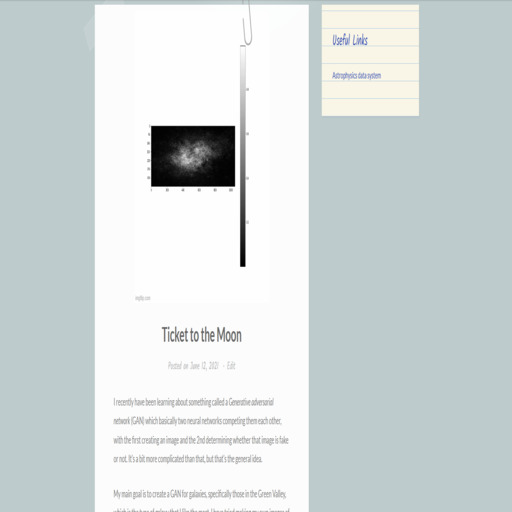 Useful Links
Astrophysics data system
imgflip.com
Ticket to the Moon
Posted on June 12, 2021 · Edit
I recently have been learning about something called a Generative adversarial
network (GAN) which basically two neural networks competing them each other,
with the first creating an image and the 2nd determining whether that image is fake
or not. It's a bit more complicated than that, but that's the general idea.
My main goal is to create a GAN for galaxies, specifically those in the Green Valley,